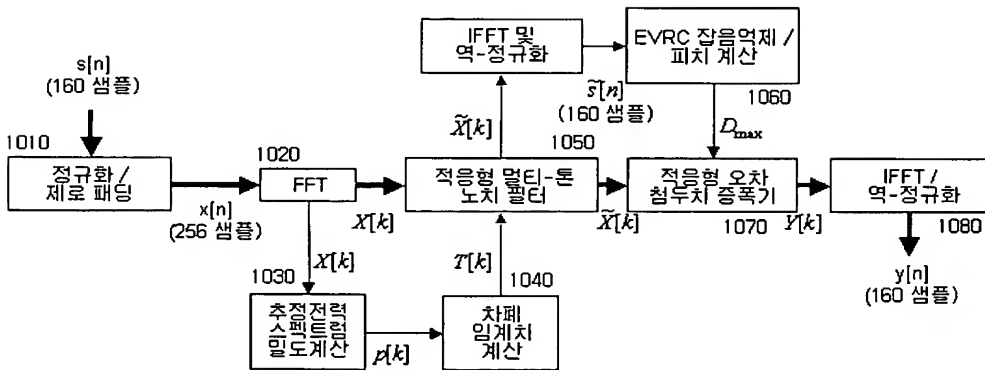 s[n]
(160 샘플)
1010
정규화 /
제로 패딩
x[n]
(256 샘플)
1020
FFT
X[k]
X[k]
1030
추정전력
스펙트럼
밀도계산
p[k]
1040
차폐
임계치
계산
T[k]
1050
적응형 멀티-톤
노치 필터
X̃[k]
IFFT 및
역-정규화
s̃[n]
(160 샘플)
EVRC 잡음억제 /
피치 계산
1060
Dmax
X̃[k]
적응형 오차
첨두치 증폭기
1070
Y[k]
IFFT /
역-정규화
1080
y[n]
(160 샘플)